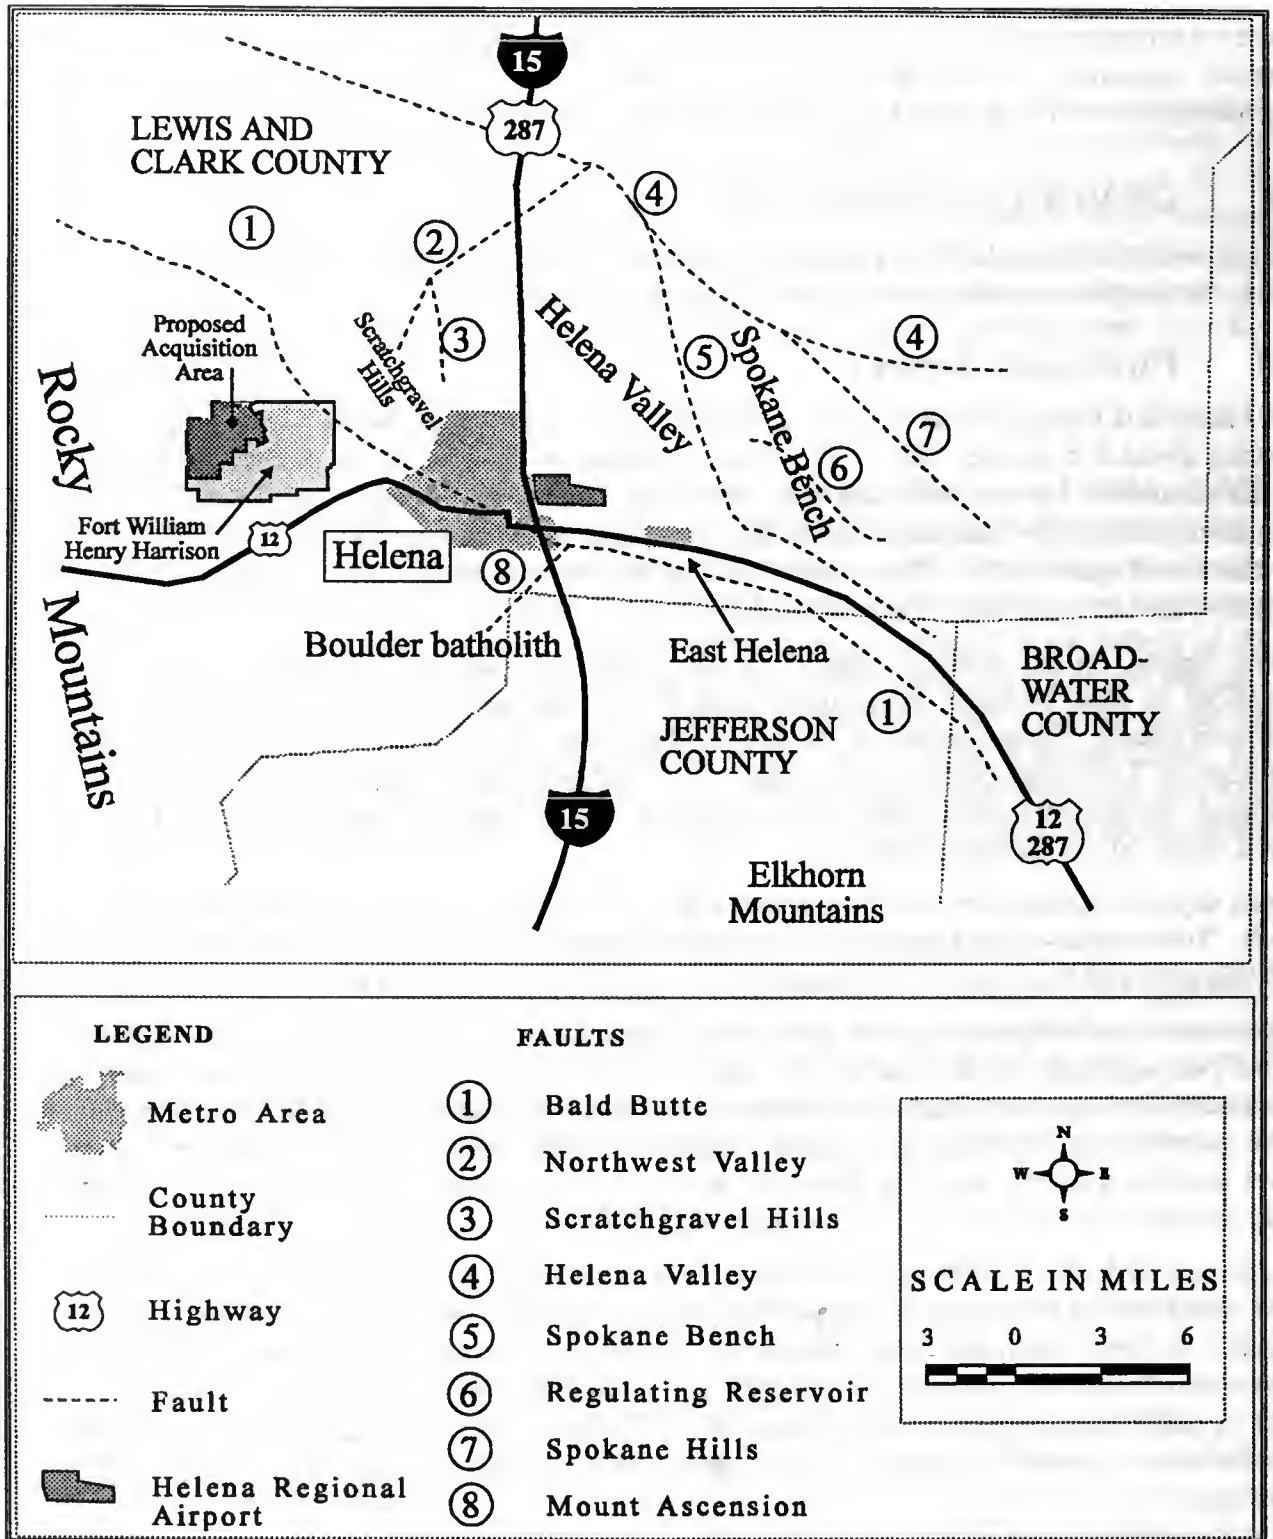 15
287
LEWIS AND
CLARK COUNTY
4
1
2
Proposed
Acquisition
Area
Scratchgravel
Hills
3
Helena Valley
5
Spokane Bench
4
7
6
Rocky
Mountains
Fort William
Henry Harrison
12
Helena
8
Boulder batholith
East Helena
BROAD-
WATER
COUNTY
1
JEFFERSON
COUNTY
15
12
287
Elkhorn
Mountains
LEGEND
Metro Area
County
Boundary
12
Highway
Fault
Helena Regional
Airport
FAULTS
1 Bald Butte
2 Northwest Valley
3 Scratchgravel Hills
4 Helena Valley
5 Spokane Bench
6 Regulating Reservoir
7 Spokane Hills
8 Mount Ascension
N
W E
S
SCALE IN MILES
3 0 3 6